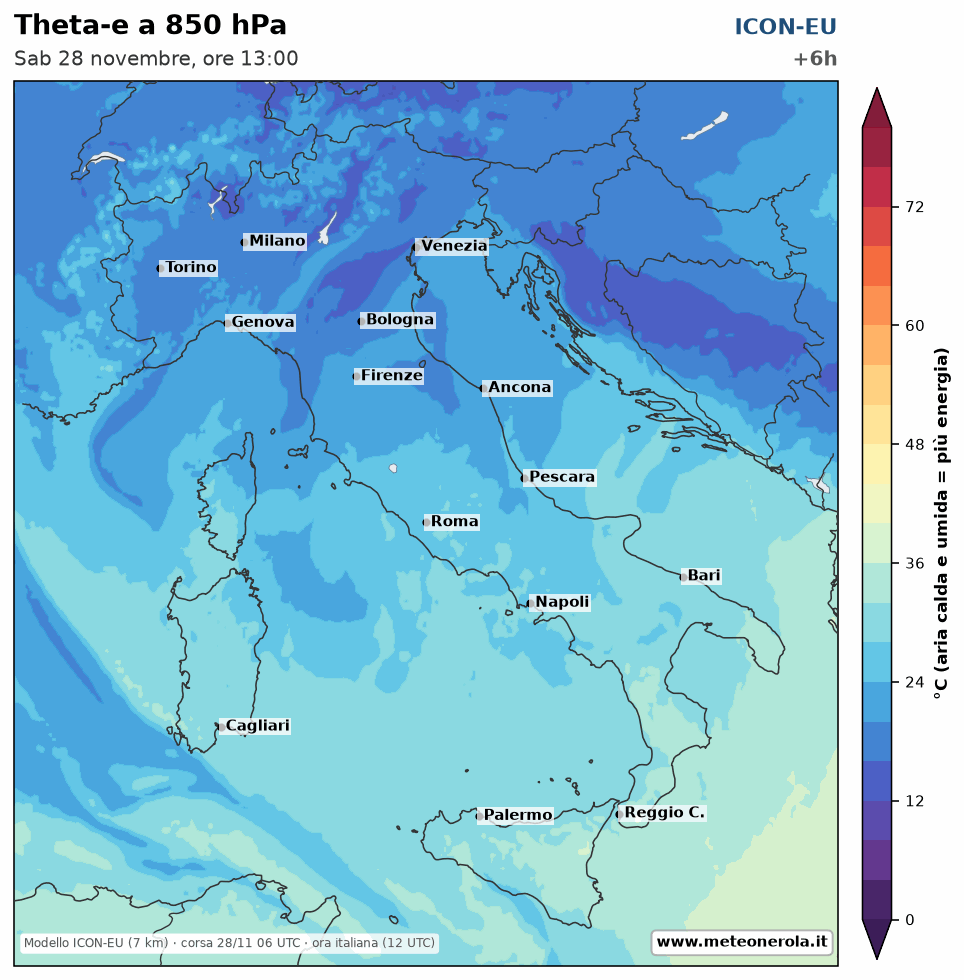 Theta-e a 850 hPa
ICON-EU
Sab 28 novembre, ore 13:00
+6h
72
60
48
36
24
12
0
°C (aria calda e umida = più energia)
Milano
Venezia
Torino
Genova
Bologna
Firenze
Ancona
Pescara
Roma
Bari
Napoli
Cagliari
Palermo
Reggio C.
Modello ICON-EU (7 km) · corsa 28/11 06 UTC · ora italiana (12 UTC)
www.meteonerola.it